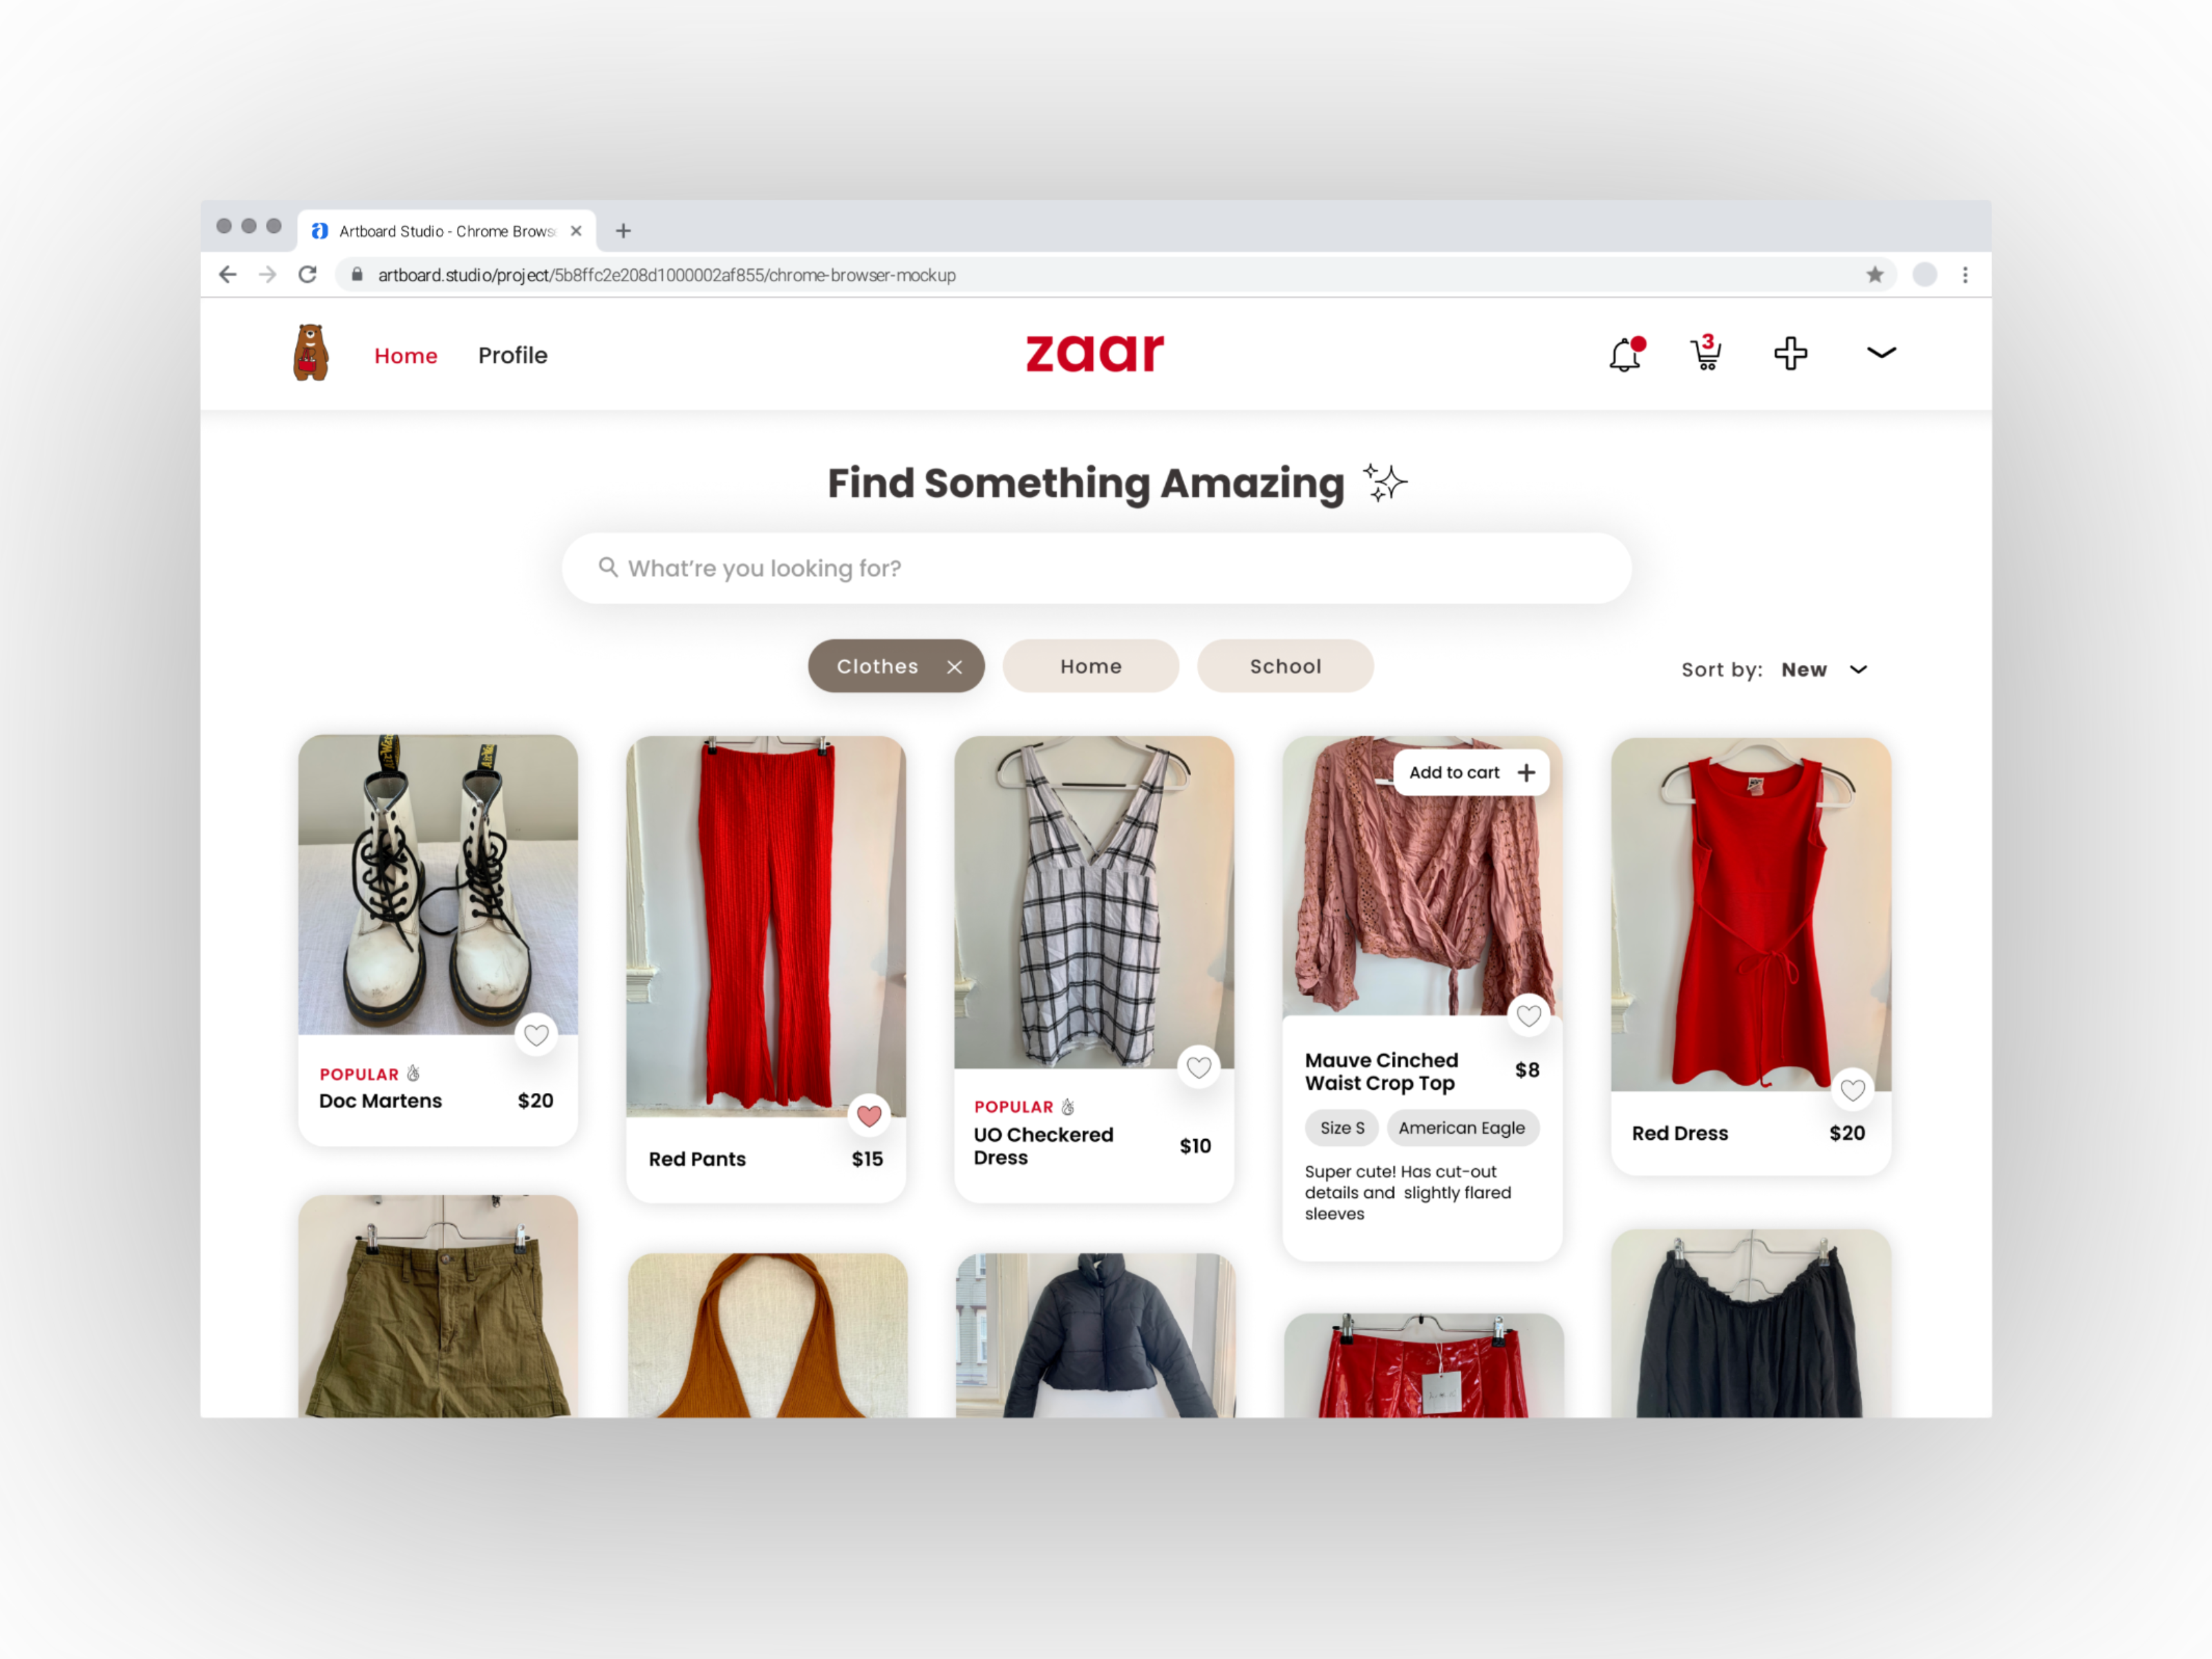 Artboard Studio - Chrome Brows
artboard.studio/project/5b8ffc2e208d1000002af855/chrome-browser-mockup
Home
Profile
zaar
3
Find Something Amazing
What're you looking for?
Clothes
Home
School
Sort by: New
POPULAR
Doc Martens
$20
Red Pants
$15
POPULAR
UO Checkered
Dress
$10
Add to cart
Mauve Cinched
Waist Crop Top
$8
Size S
American Eagle
Super cute! Has cut-out
details and slightly flared
sleeves
Red Dress
$20